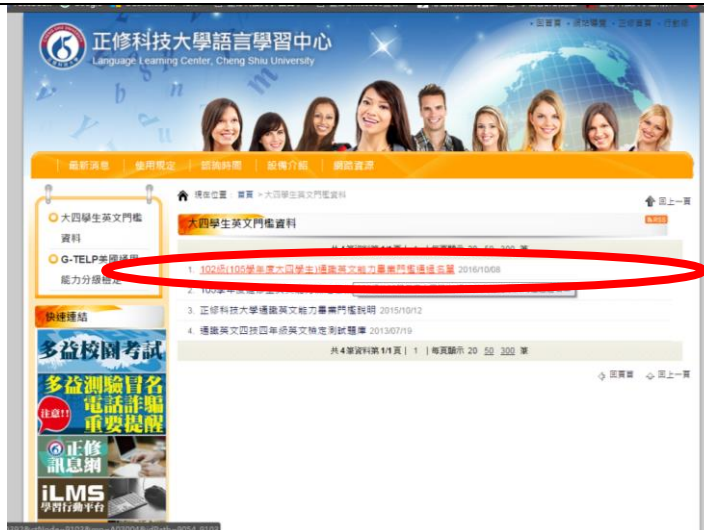 正修科技大學語言學習中心
Language Learning Center, Cheng Shiu University
回首頁
正修首頁
最新消息 | 使用規定 | 諮詢時間 | 設備介紹 | 網路資源
現在位置: 首頁 > 大四學生英文門檻資料
回上一頁
大四學生英文門檻
資料
G-TELP美國通用
能力分級檢定
大四學生英文門檻資料
RSS
1. 102級(105學年度大四學生)通識英文能力畢業門檻通過名單 2016/10/08
3. 正修科技大學通識英文能力畢業門檻說明 2015/10/12
4. 通識英文四技四年級英文檢定測試題庫 2013/07/19
共 4 筆資料第 1/1 頁 | 1 | 每頁顯示 20 50 300 筆
回頁首 回上一頁
快速連結
多益校園考試
多益測驗冒名
注意!! 電話詐騙
重要提醒
正修
訊息網
iLMS
學習行動平台